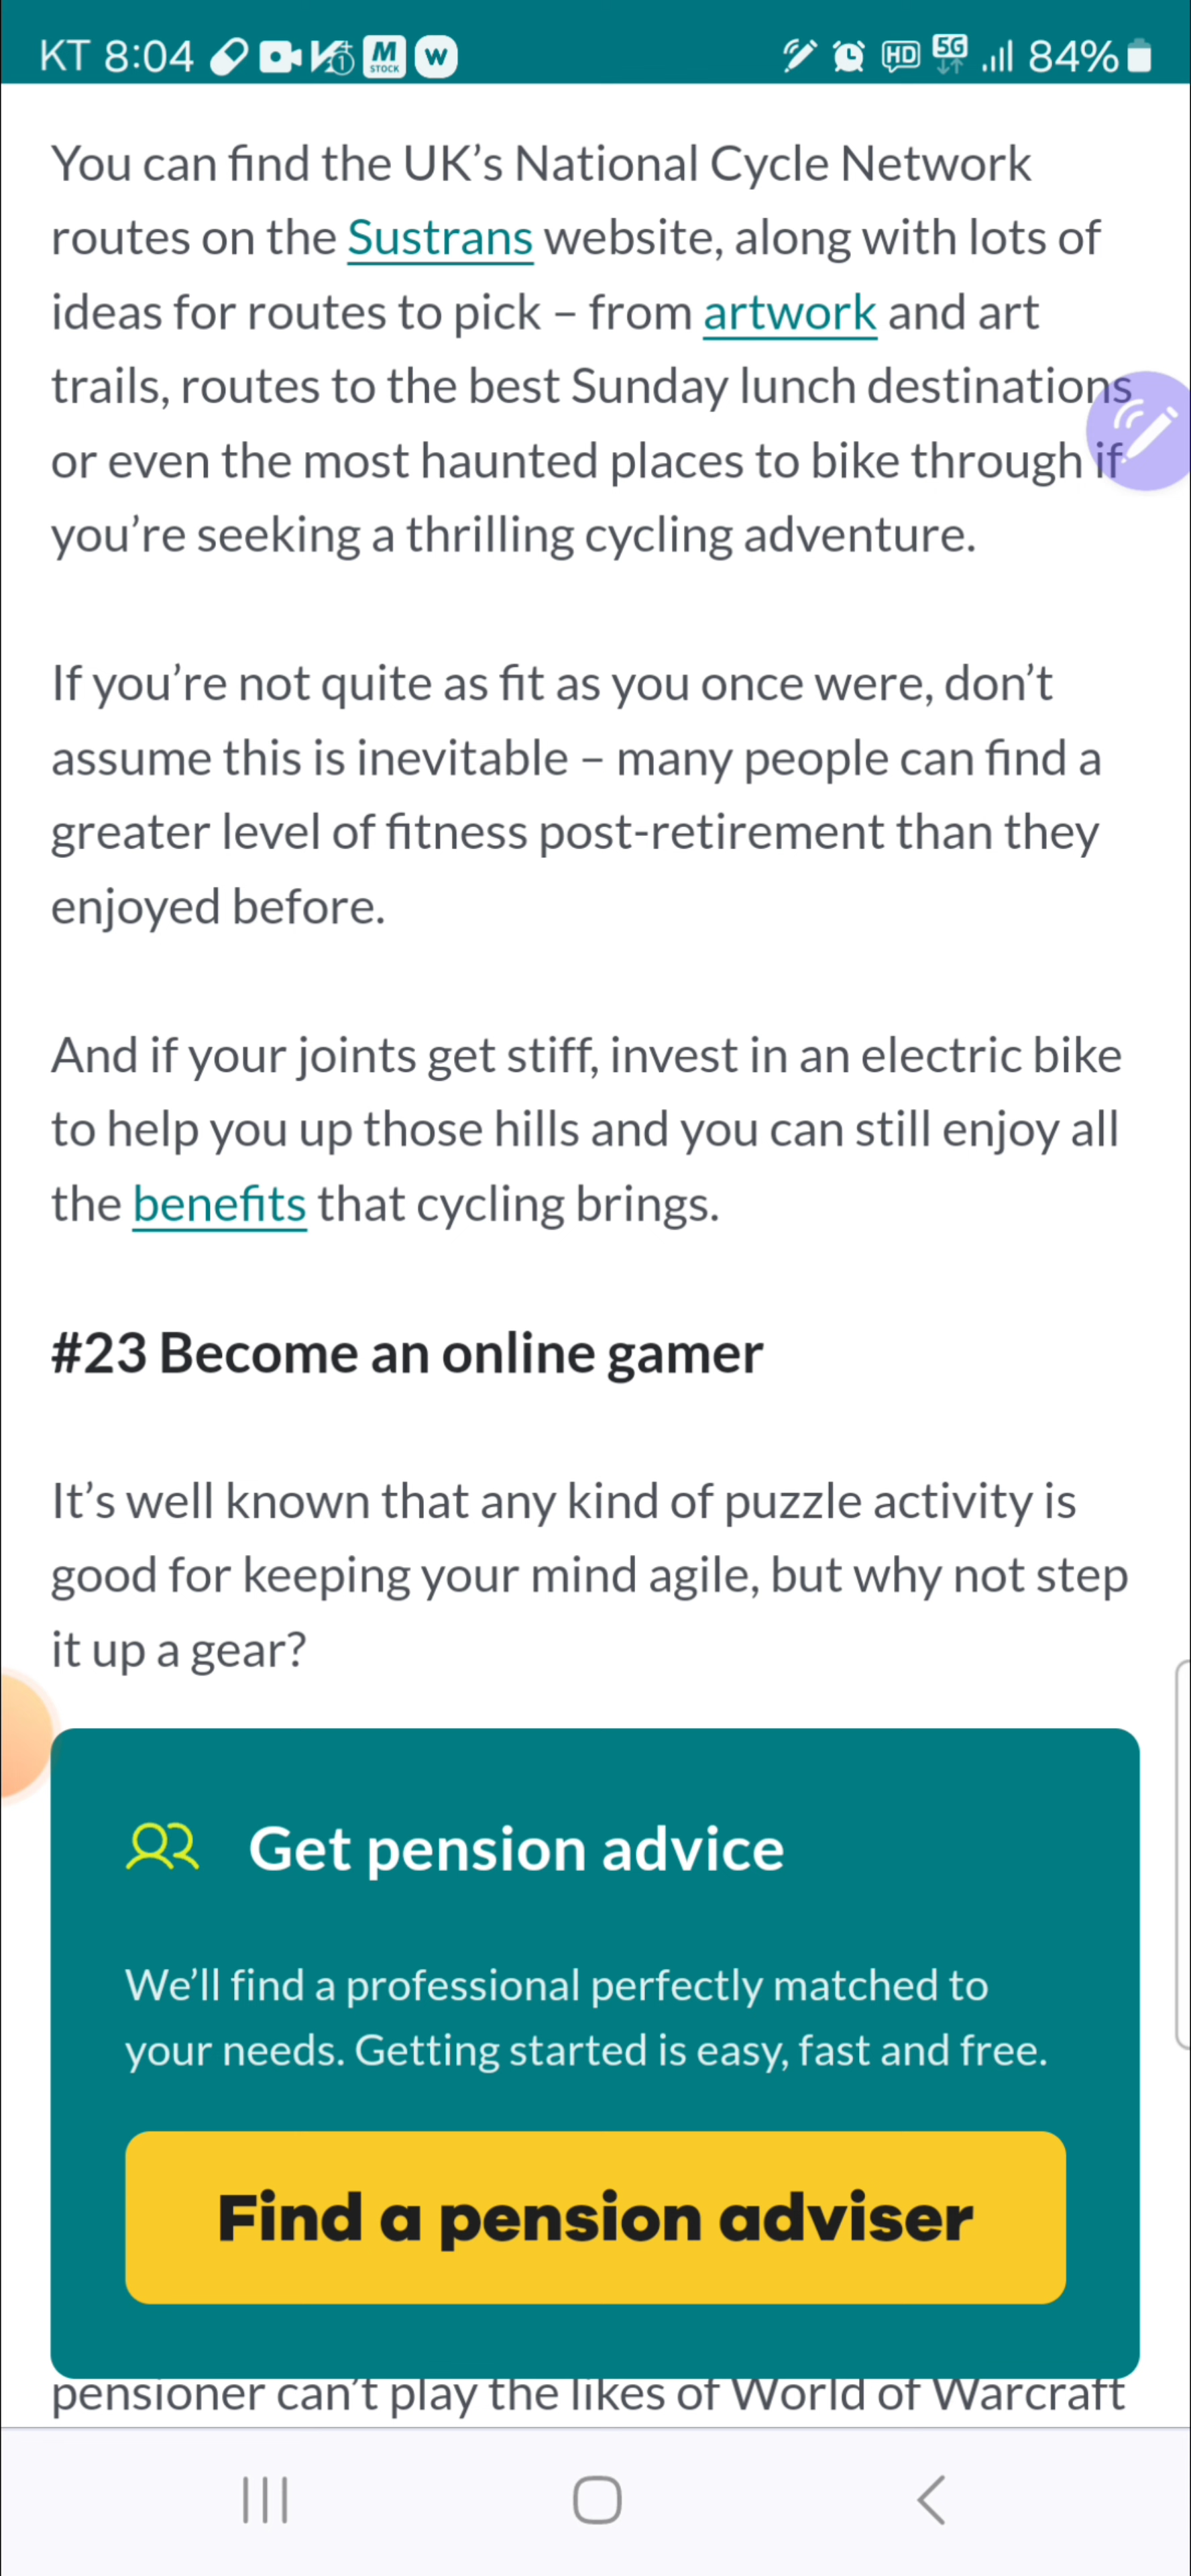 KT 8:04 M STOCK W HD 5G 84%
You can find the UK’s National Cycle Network
routes on the Sustrans website, along with lots of
ideas for routes to pick – from artwork and art
trails, routes to the best Sunday lunch destinations
or even the most haunted places to bike through if
you’re seeking a thrilling cycling adventure.
If you’re not quite as fit as you once were, don’t
assume this is inevitable – many people can find a
greater level of fitness post-retirement than they
enjoyed before.
And if your joints get stiff, invest in an electric bike
to help you up those hills and you can still enjoy all
the benefits that cycling brings.
#23 Become an online gamer
It’s well known that any kind of puzzle activity is
good for keeping your mind agile, but why not step
it up a gear?
Get pension advice
We’ll find a professional perfectly matched to
your needs. Getting started is easy, fast and free.
Find a pension adviser
pensioner can’t play the likes of World of Warcraft